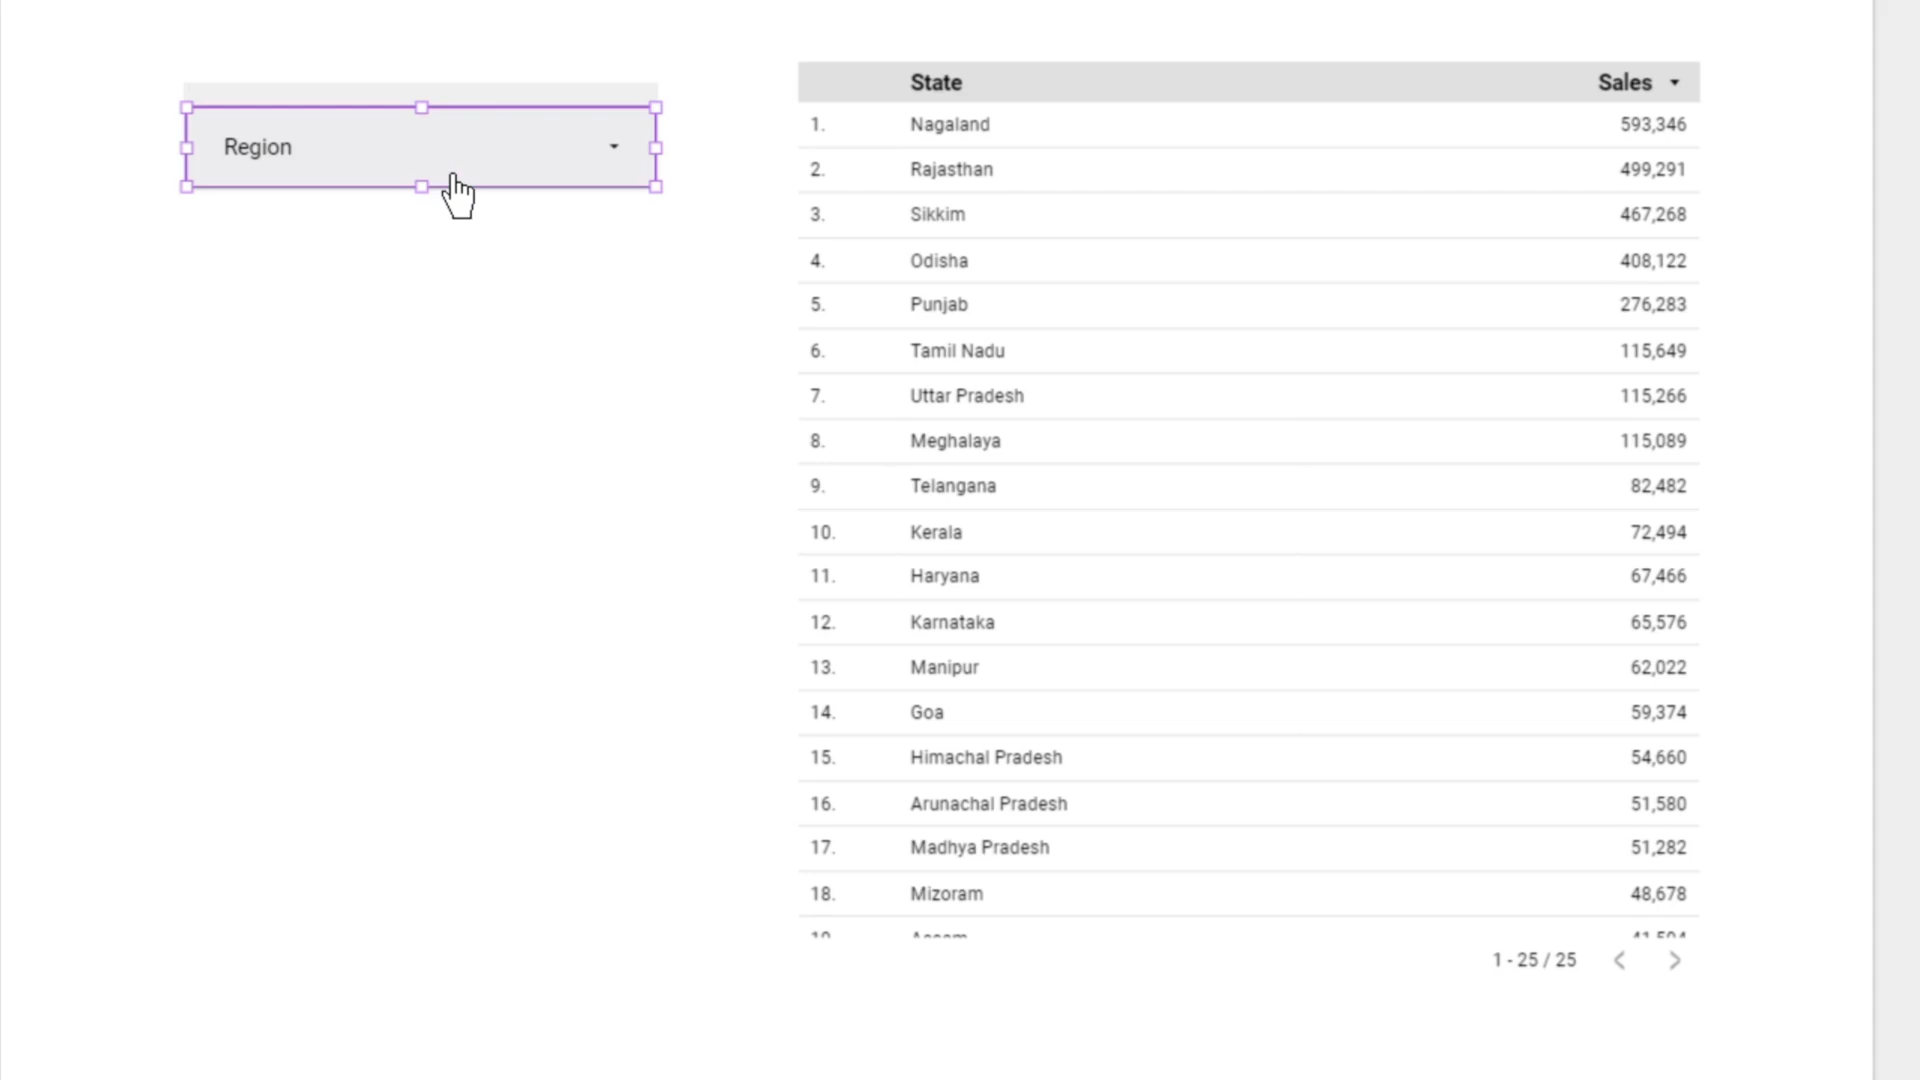 Region
State Sales
1. Nagaland 593,346
2. Rajasthan 499,291
3. Sikkim 467,268
4. Odisha 408,122
5. Punjab 276,283
6. Tamil Nadu 115,649
7. Uttar Pradesh 115,266
8. Meghalaya 115,089
9. Telangana 82,482
10. Kerala 72,494
11. Haryana 67,466
12. Karnataka 65,576
13. Manipur 62,022
14. Goa 59,374
15. Himachal Pradesh 54,660
16. Arunachal Pradesh 51,580
17. Madhya Pradesh 51,282
18. Mizoram 48,678
1 - 25 / 25